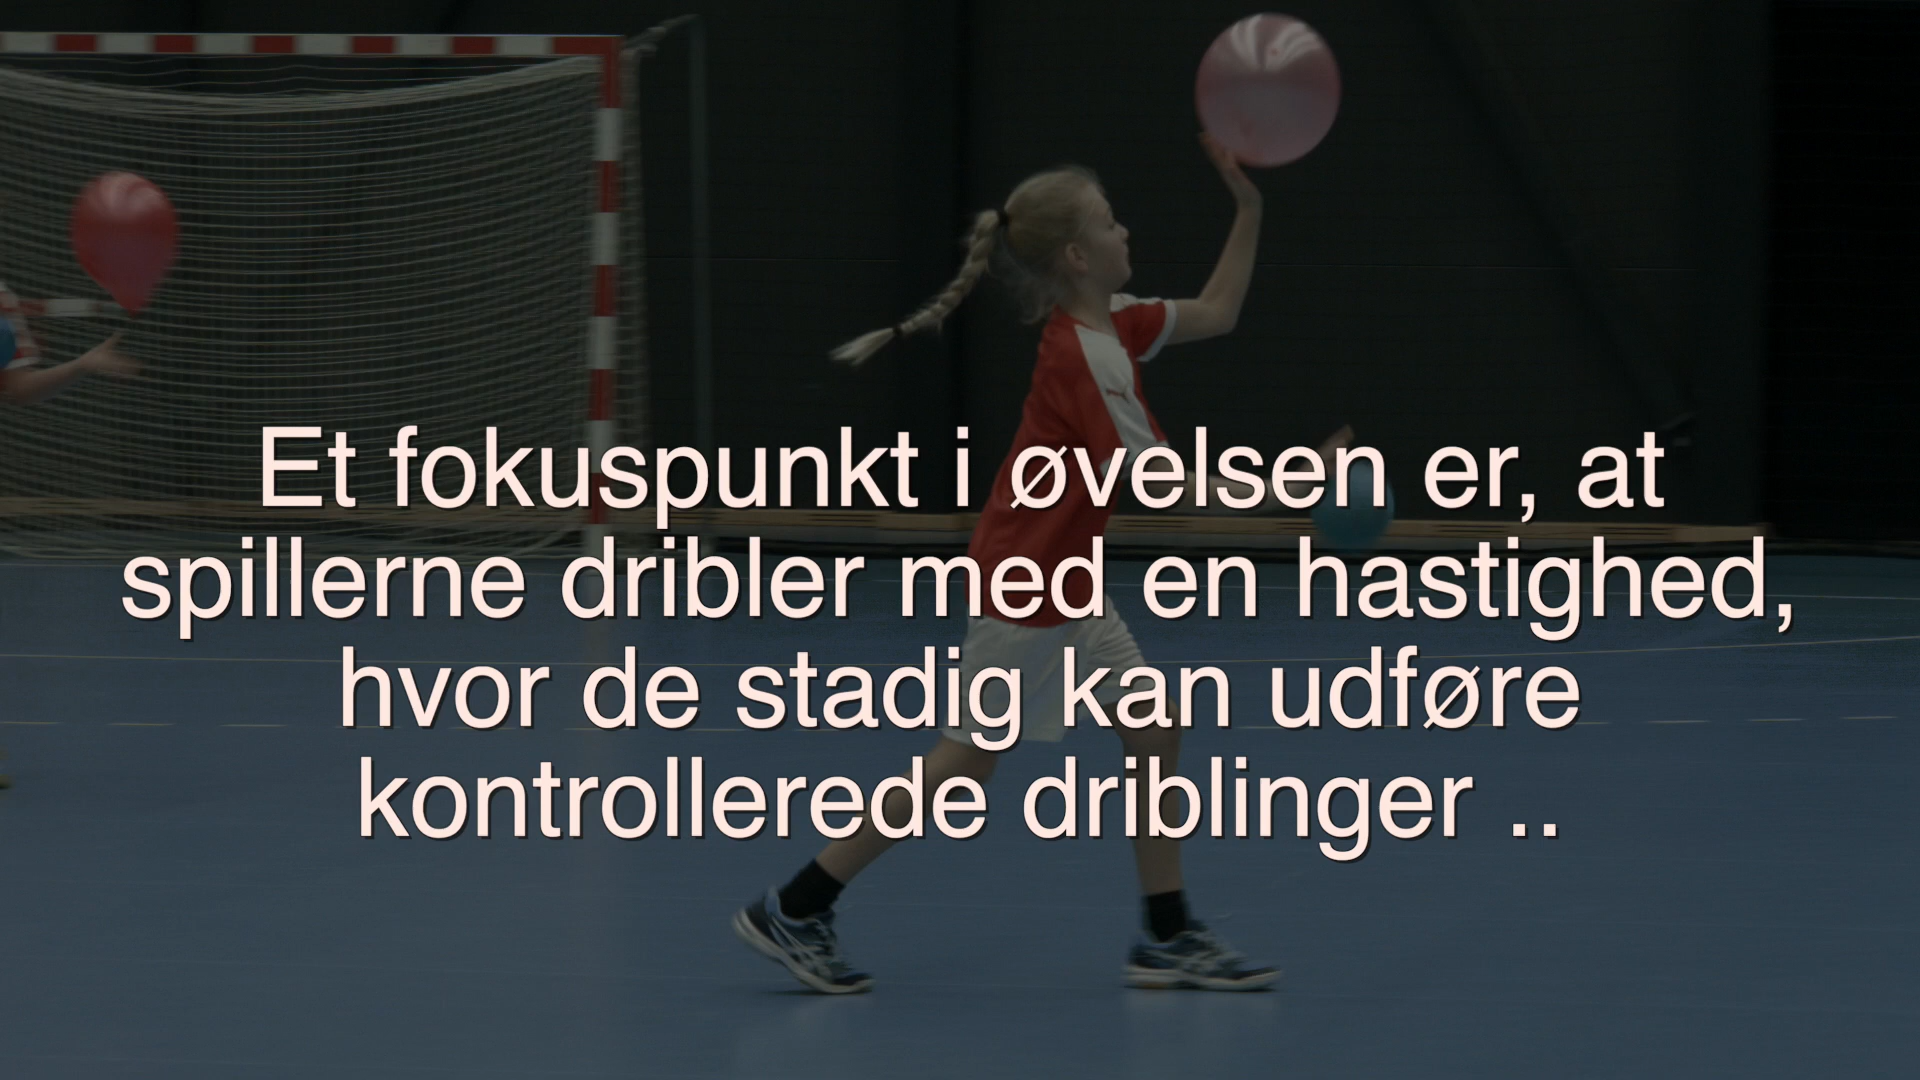 Et fokuspunkt i øvelsen er, at
spillerne dribler med en hastighed,
hvor de stadig kan udføre
kontrollerede driblinger ..